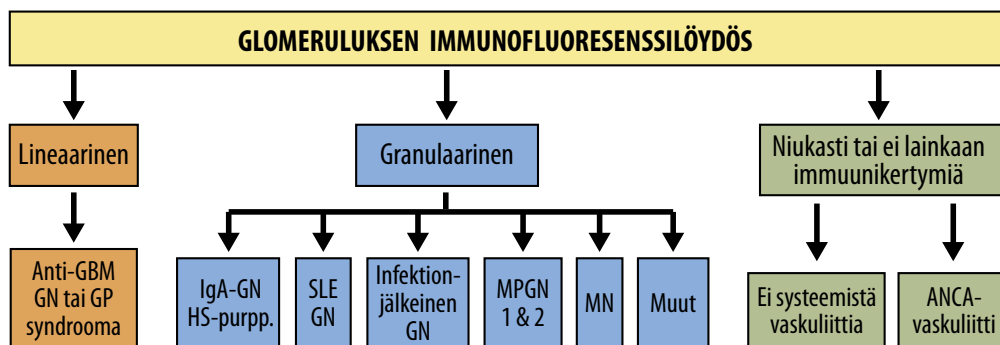 GLOMERULUKSEN IMMUNOFLUORESENSSILÖYDÖS
Lineaarinen
Granulaarinen
Niukasti tai ei lainkaan
immuunikertymiä
Anti-GBM
GN tai GP
syndrooma
IgA-GN
HS-purpp.
SLE
GN
Infektion-
jälkeinen
GN
MPGN
1 & 2
MN
Muut
Ei systeemistä
vaskuliittia
ANCA-
vaskuliitti